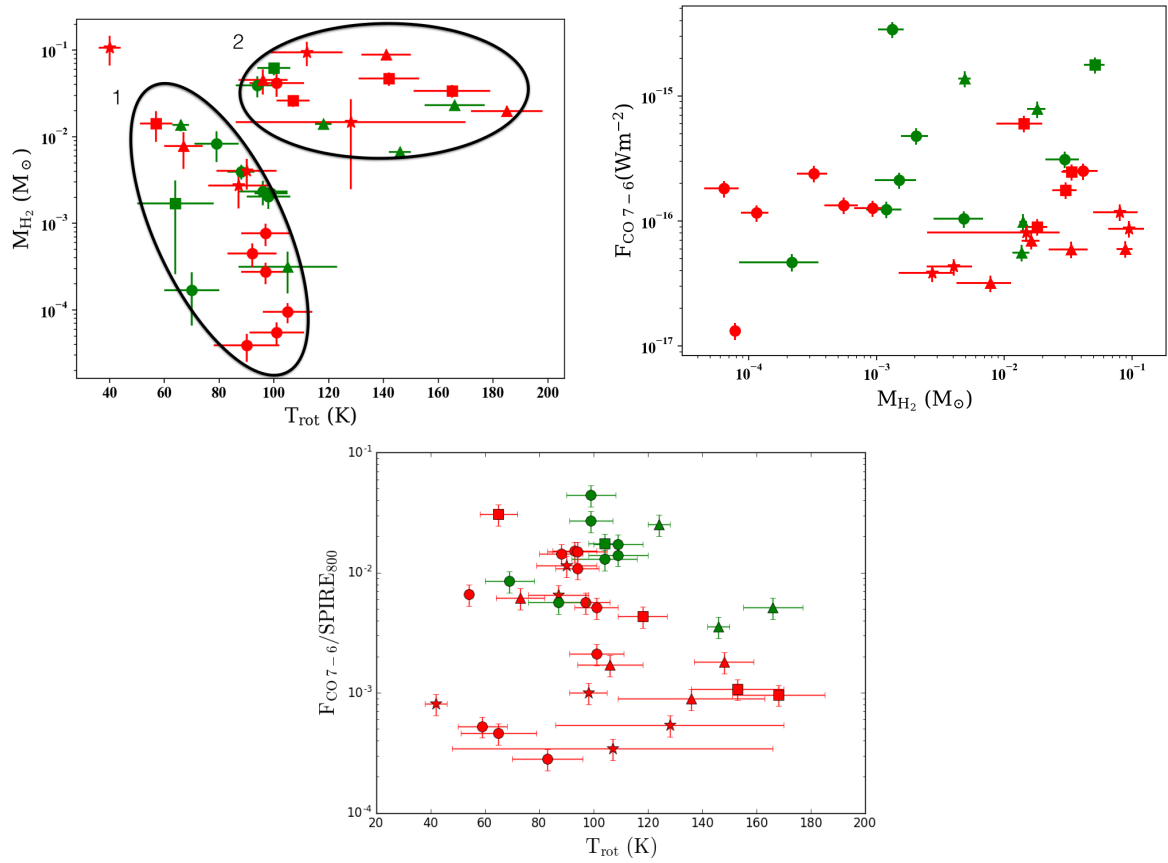 2
1
10⁻¹
10⁻²
10⁻³
10⁻⁴
M_H₂ (M⊙)
40 60 80 100 120 140 160 180 200
T_rot (K)
10⁻¹⁵
10⁻¹⁶
10⁻¹⁷
F_CO 7−6(Wm⁻²)
10⁻⁴ 10⁻³ 10⁻² 10⁻¹
M_H₂ (M⊙)
10⁻¹
10⁻²
10⁻³
10⁻⁴
F_CO 7−6/SPIRE₈₀₀
20 40 60 80 100 120 140 160 180 200
T_rot (K)